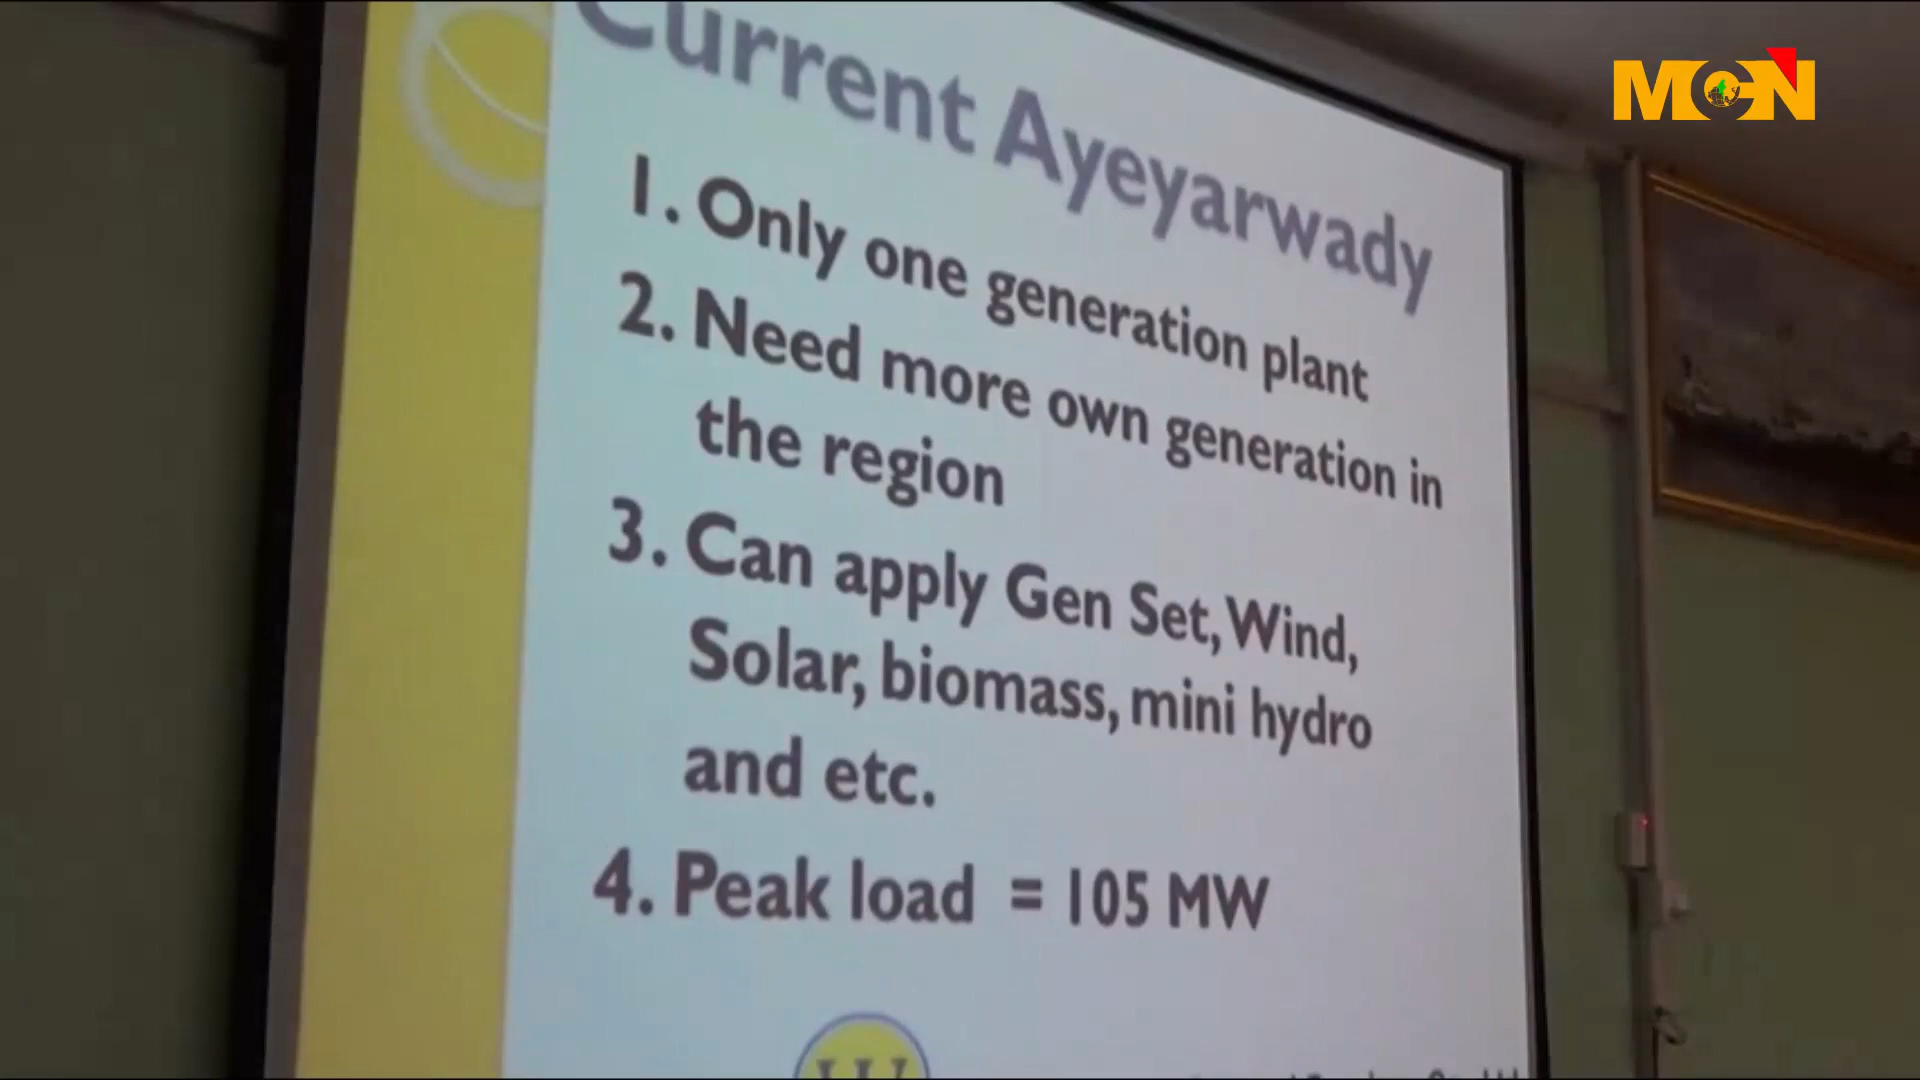 MCN
Current Ayeyarwady
1. Only one generation plant
2. Need more own generation in
the region
3. Can apply Gen Set, Wind,
Solar, biomass, mini hydro
and etc.
4. Peak load = 105 MW